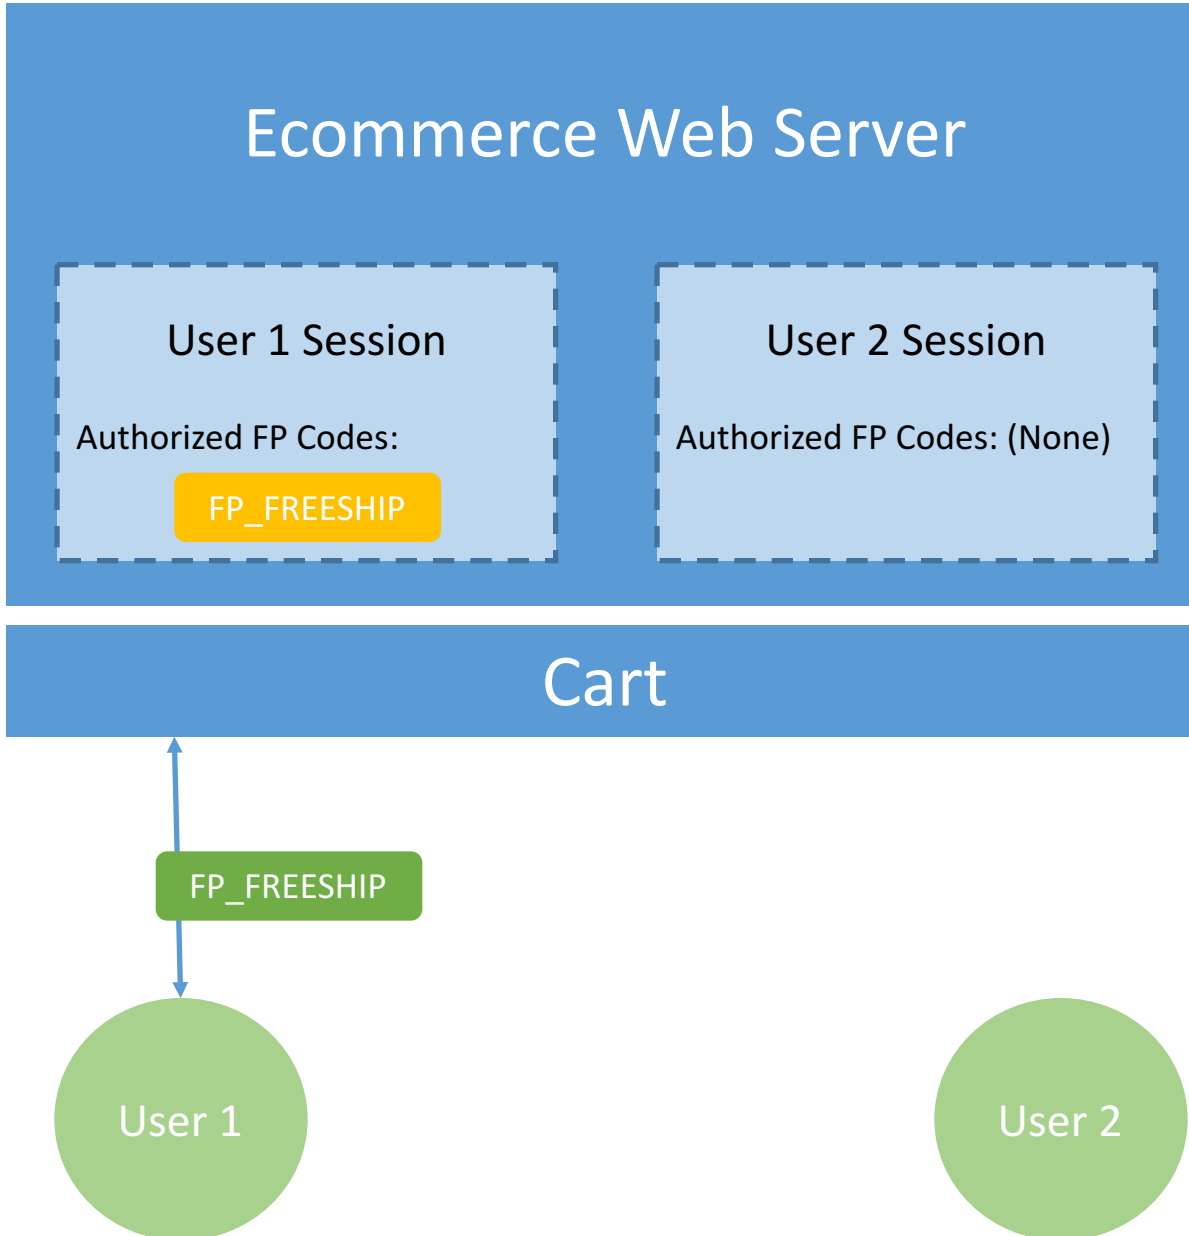 Ecommerce Web Server
User 1 Session
Authorized FP Codes:
FP_FREESHIP
User 2 Session
Authorized FP Codes: (None)
Cart
FP_FREESHIP
User 1
User 2